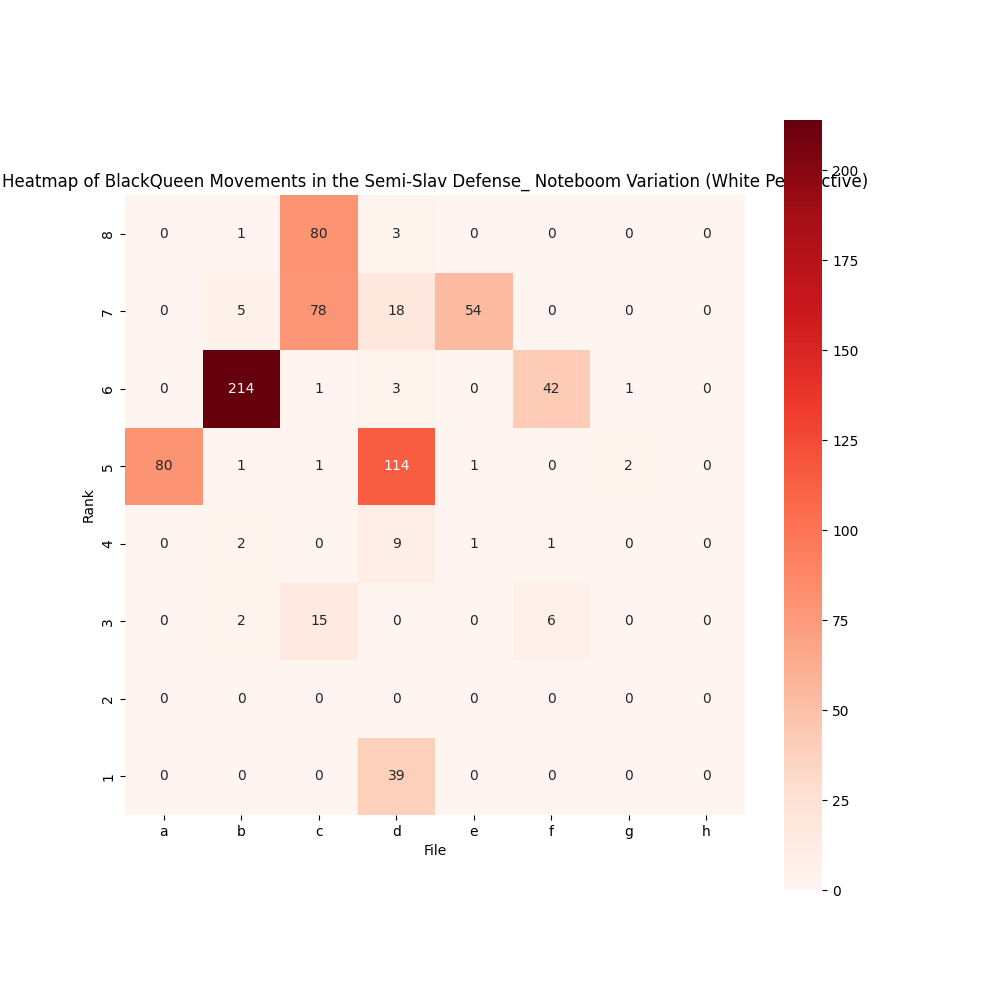 Heatmap of BlackQueen Movements in the Semi-Slav Defense_ Noteboom Variation (White Perspective)
200
8 0 1 80 3 0 0 0 0
175
7 0 5 78 18 54 0 0 0
150
6 0 214 1 3 0 42 1 0
125
5 80 1 1 114 1 0 2 0
Rank
100
4 0 2 0 9 1 1 0 0
75
3 0 2 15 0 0 6 0 0
50
2 0 0 0 0 0 0 0 0
25
1 0 0 0 39 0 0 0 0
a b c d e f g h
File
0